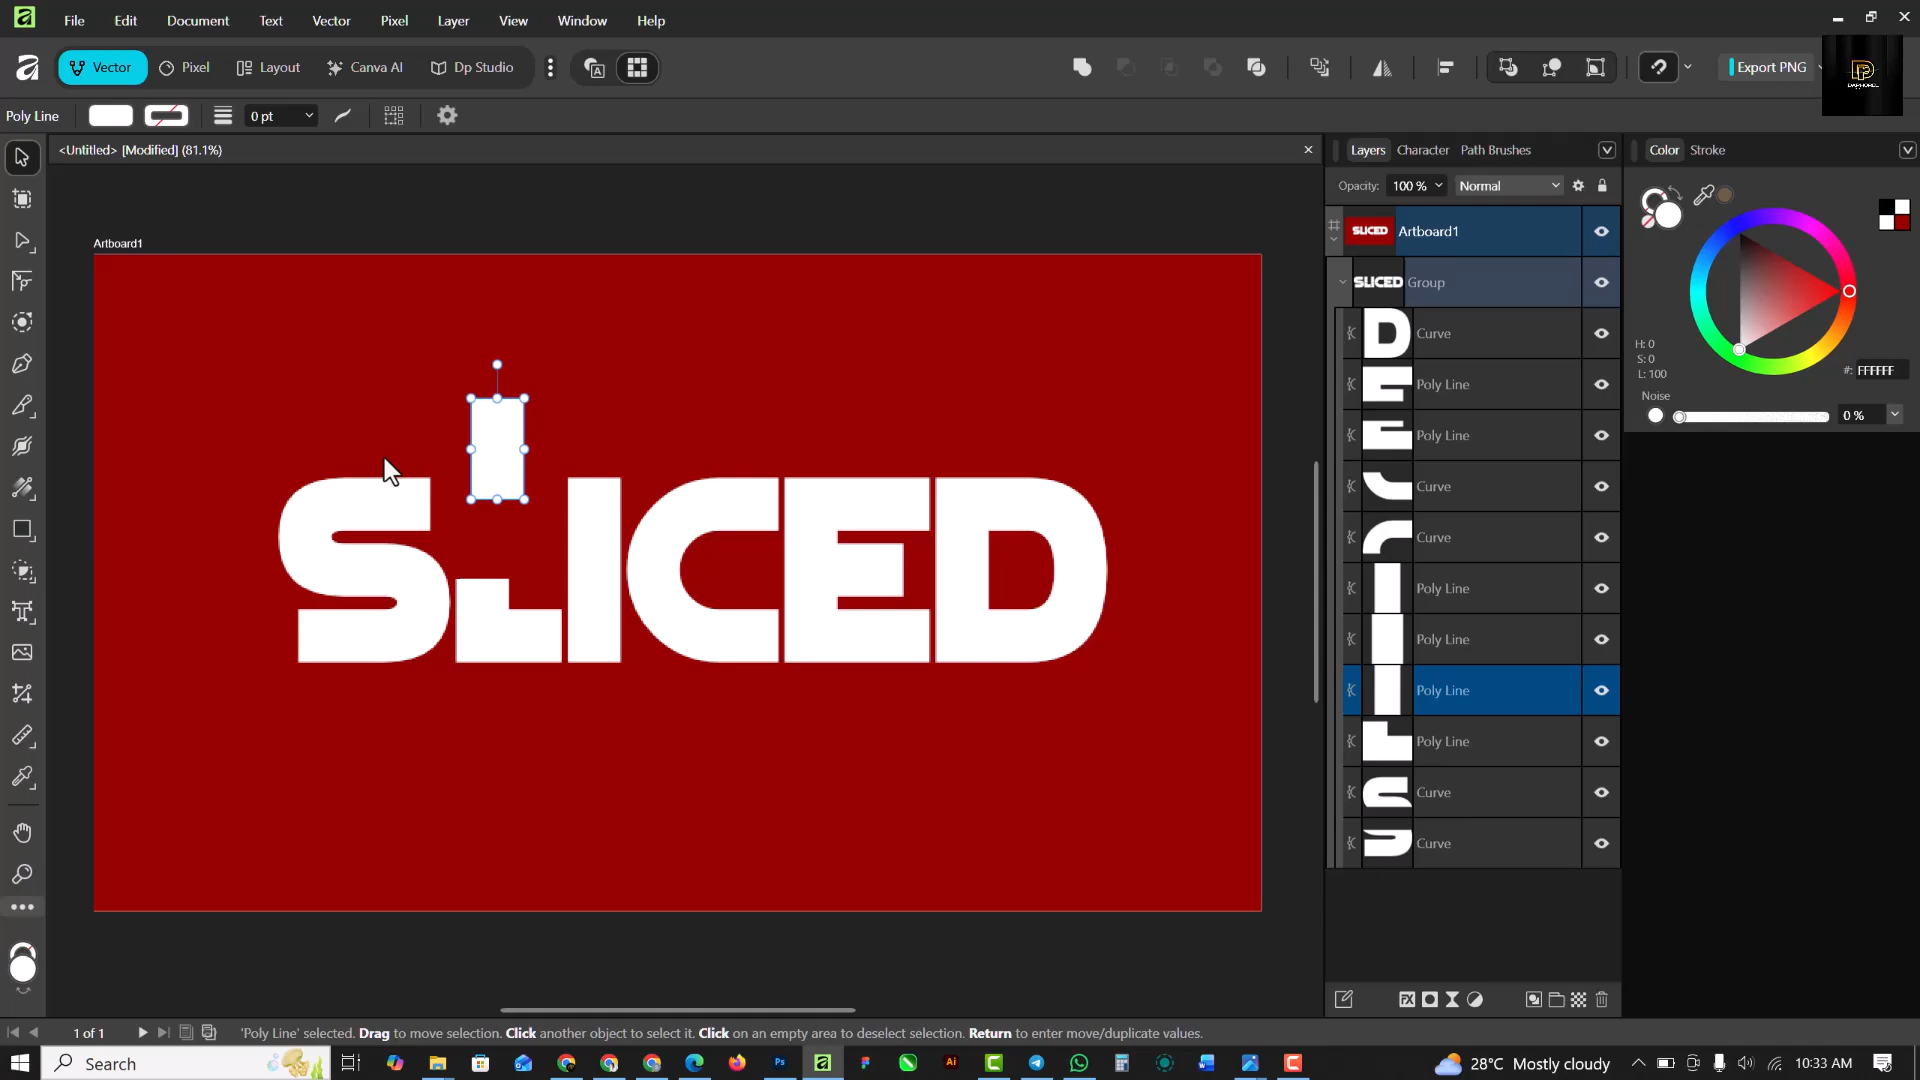 File Edit Document Text Vector Pixel Layer View Window Help
Vector Pixel Layout Canva AI Dp Studio Export PNG
Poly Line 0 pt
<Untitled> [Modified] (81.1%)
Layers Character Path Brushes
Color Stroke
Opacity: 100 % Normal
Artboard1
SLICED Artboard1
SLICED Group
Curve
Poly Line
Poly Line
Curve
Curve
Poly Line
Poly Line
Poly Line
Poly Line
Curve
Curve
H: 0
S: 0
L: 100
#: FFFFFF
Noise
0 %
SLICED
1 of 1 'Poly Line' selected. Drag to move selection. Click another object to select it. Click on an empty area to deselect selection. Return to enter move/duplicate values.
Search
28°C Mostly cloudy 10:33 AM